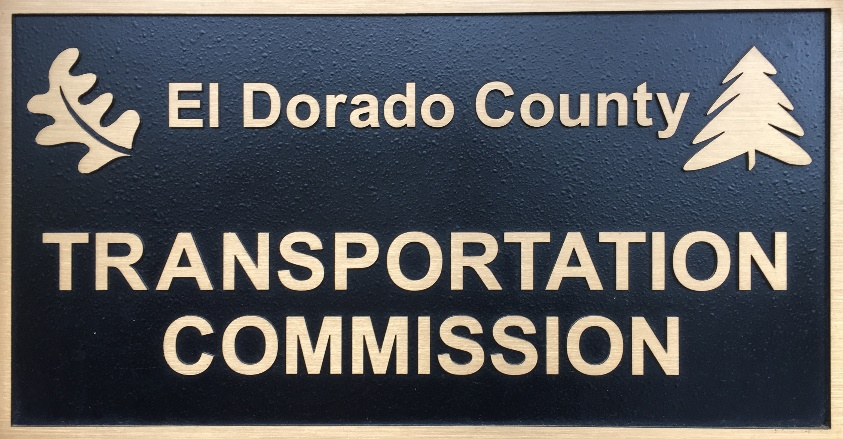 El Dorado County
TRANSPORTATION
COMMISSION